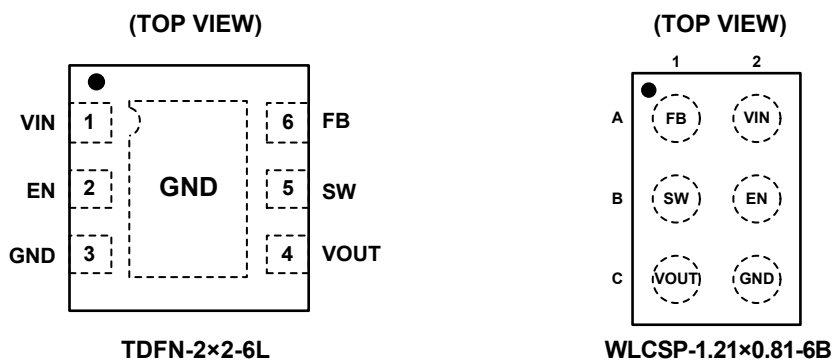 (TOP VIEW)
VIN 1
6 FB
EN 2
GND
5 SW
GND 3
4 VOUT
TDFN-2×2-6L
(TOP VIEW)
1 2
A FB VIN
B SW EN
C VOUT GND
WLCSP-1.21×0.81-6B